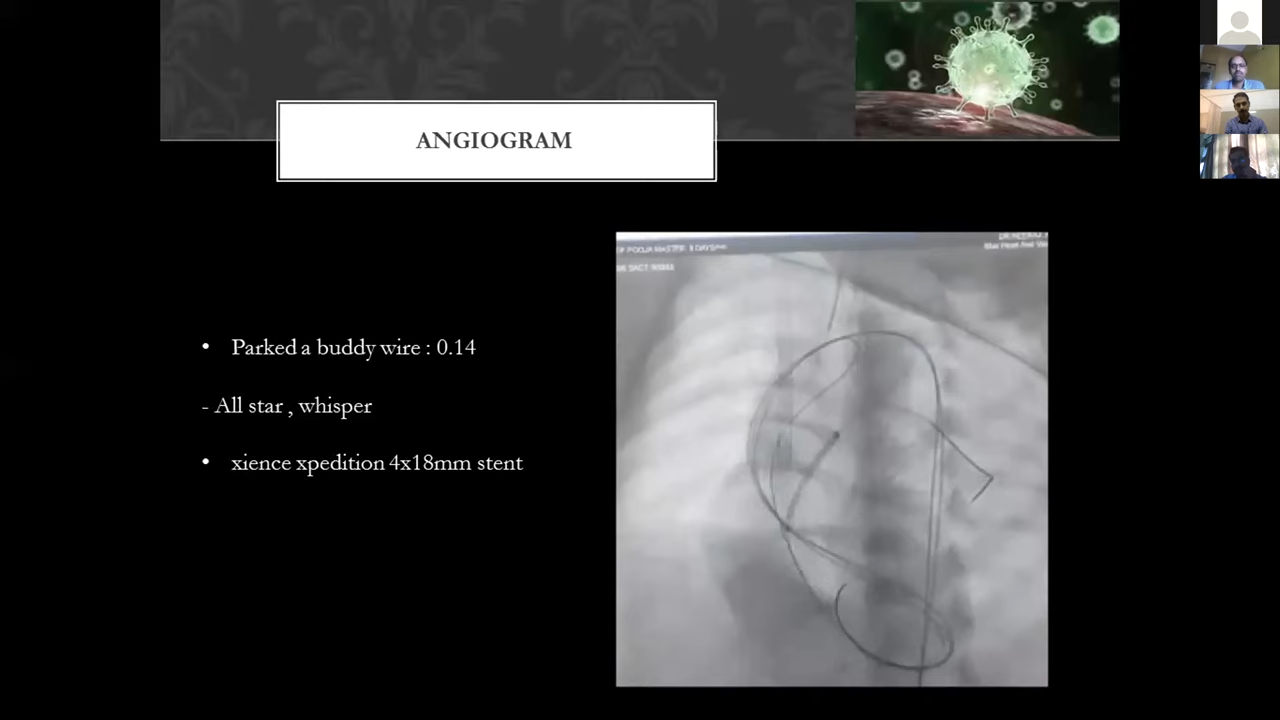 ANGIOGRAM
• Parked a buddy wire : 0.14
- All star , whisper
• xience xpedition 4x18mm stent